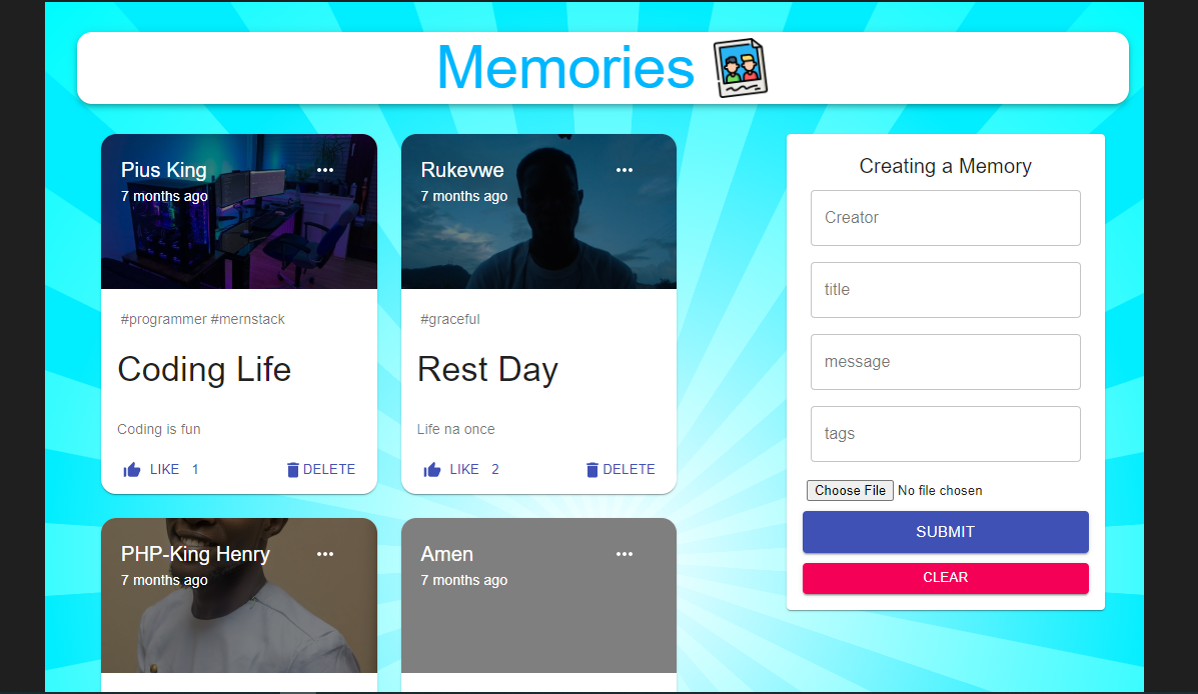 Memories
Pius King
7 months ago
#programmer #mernstack
Coding Life
Coding is fun
LIKE 1
DELETE
Rukevwe
7 months ago
#graceful
Rest Day
Life na once
LIKE 2
DELETE
PHP-King Henry
7 months ago
Amen
7 months ago
Creating a Memory
Creator
title
message
tags
Choose File No file chosen
SUBMIT
CLEAR